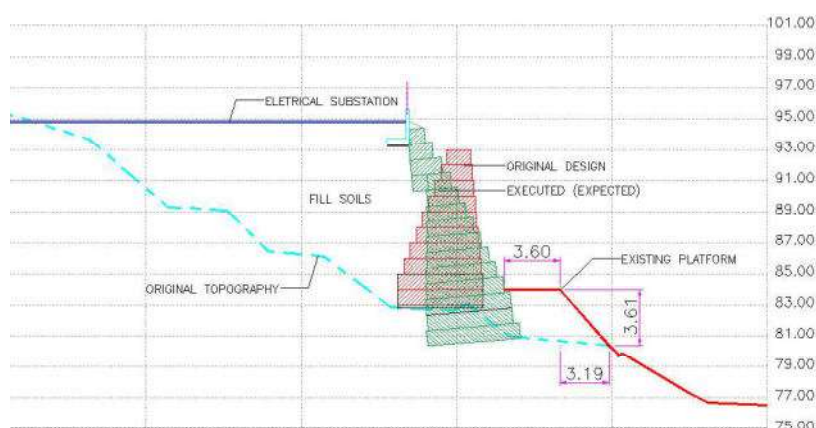 101.00
99.00
97.00
ELETRICAL SUBSTATION
95.00
93.00
ORIGINAL DESIGN
EXECUTED (EXPECTED)
91.00
FILL SOILS
89.00
87.00
3.60
EXISTING PLATFORM
85.00
ORIGINAL TOPOGRAPHY
83.00
3.61
81.00
79.00
3.19
77.00
75.00